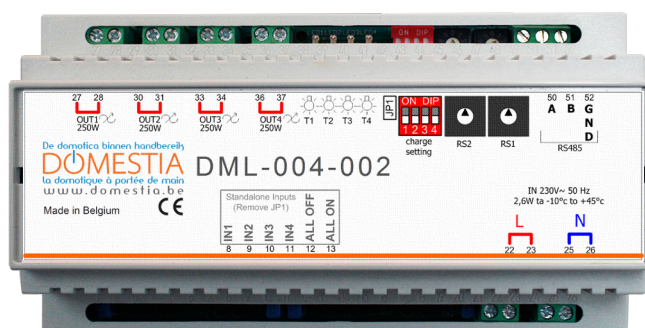 ON DIP
27 28 30 31 33 34 36 37
OUT1 OUT2 OUT3 OUT4
250W 250W 250W 250W
T1 T2 T3 T4
JP1
ON DIP
1 2 3 4
charge
setting
RS2 RS1
50 51 52
A B GND
RS485
De domotica binnen handbereik
DOMESTIA
la domotique à portée de main
www.domestia.be
Made in Belgium CE
DML-004-002
Standalone Inputs
(Remove JP1)
IN1 IN2 IN3 IN4 ALL OFF ALL ON
8 9 10 11 12 13
IN 230V~ 50 Hz
2,6W ta -10°c to +45°c
L N
22 23 25 26